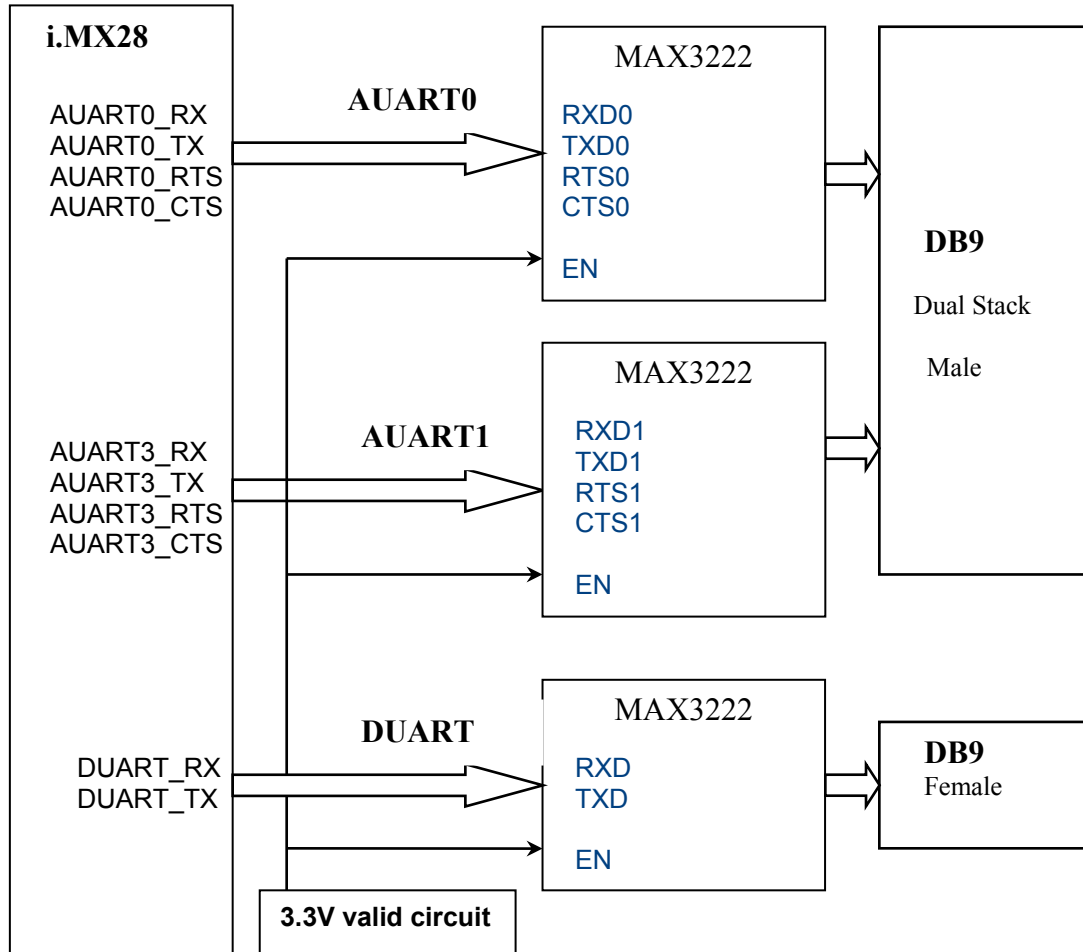 i.MX28
AUART0_RX
AUART0_TX
AUART0_RTS
AUART0_CTS
AUART0
MAX3222
RXD0
TXD0
RTS0
CTS0
EN
DB9
Dual Stack
Male
AUART3_RX
AUART3_TX
AUART3_RTS
AUART3_CTS
AUART1
MAX3222
RXD1
TXD1
RTS1
CTS1
EN
DUART_RX
DUART_TX
DUART
MAX3222
RXD
TXD
EN
DB9
Female
3.3V valid circuit